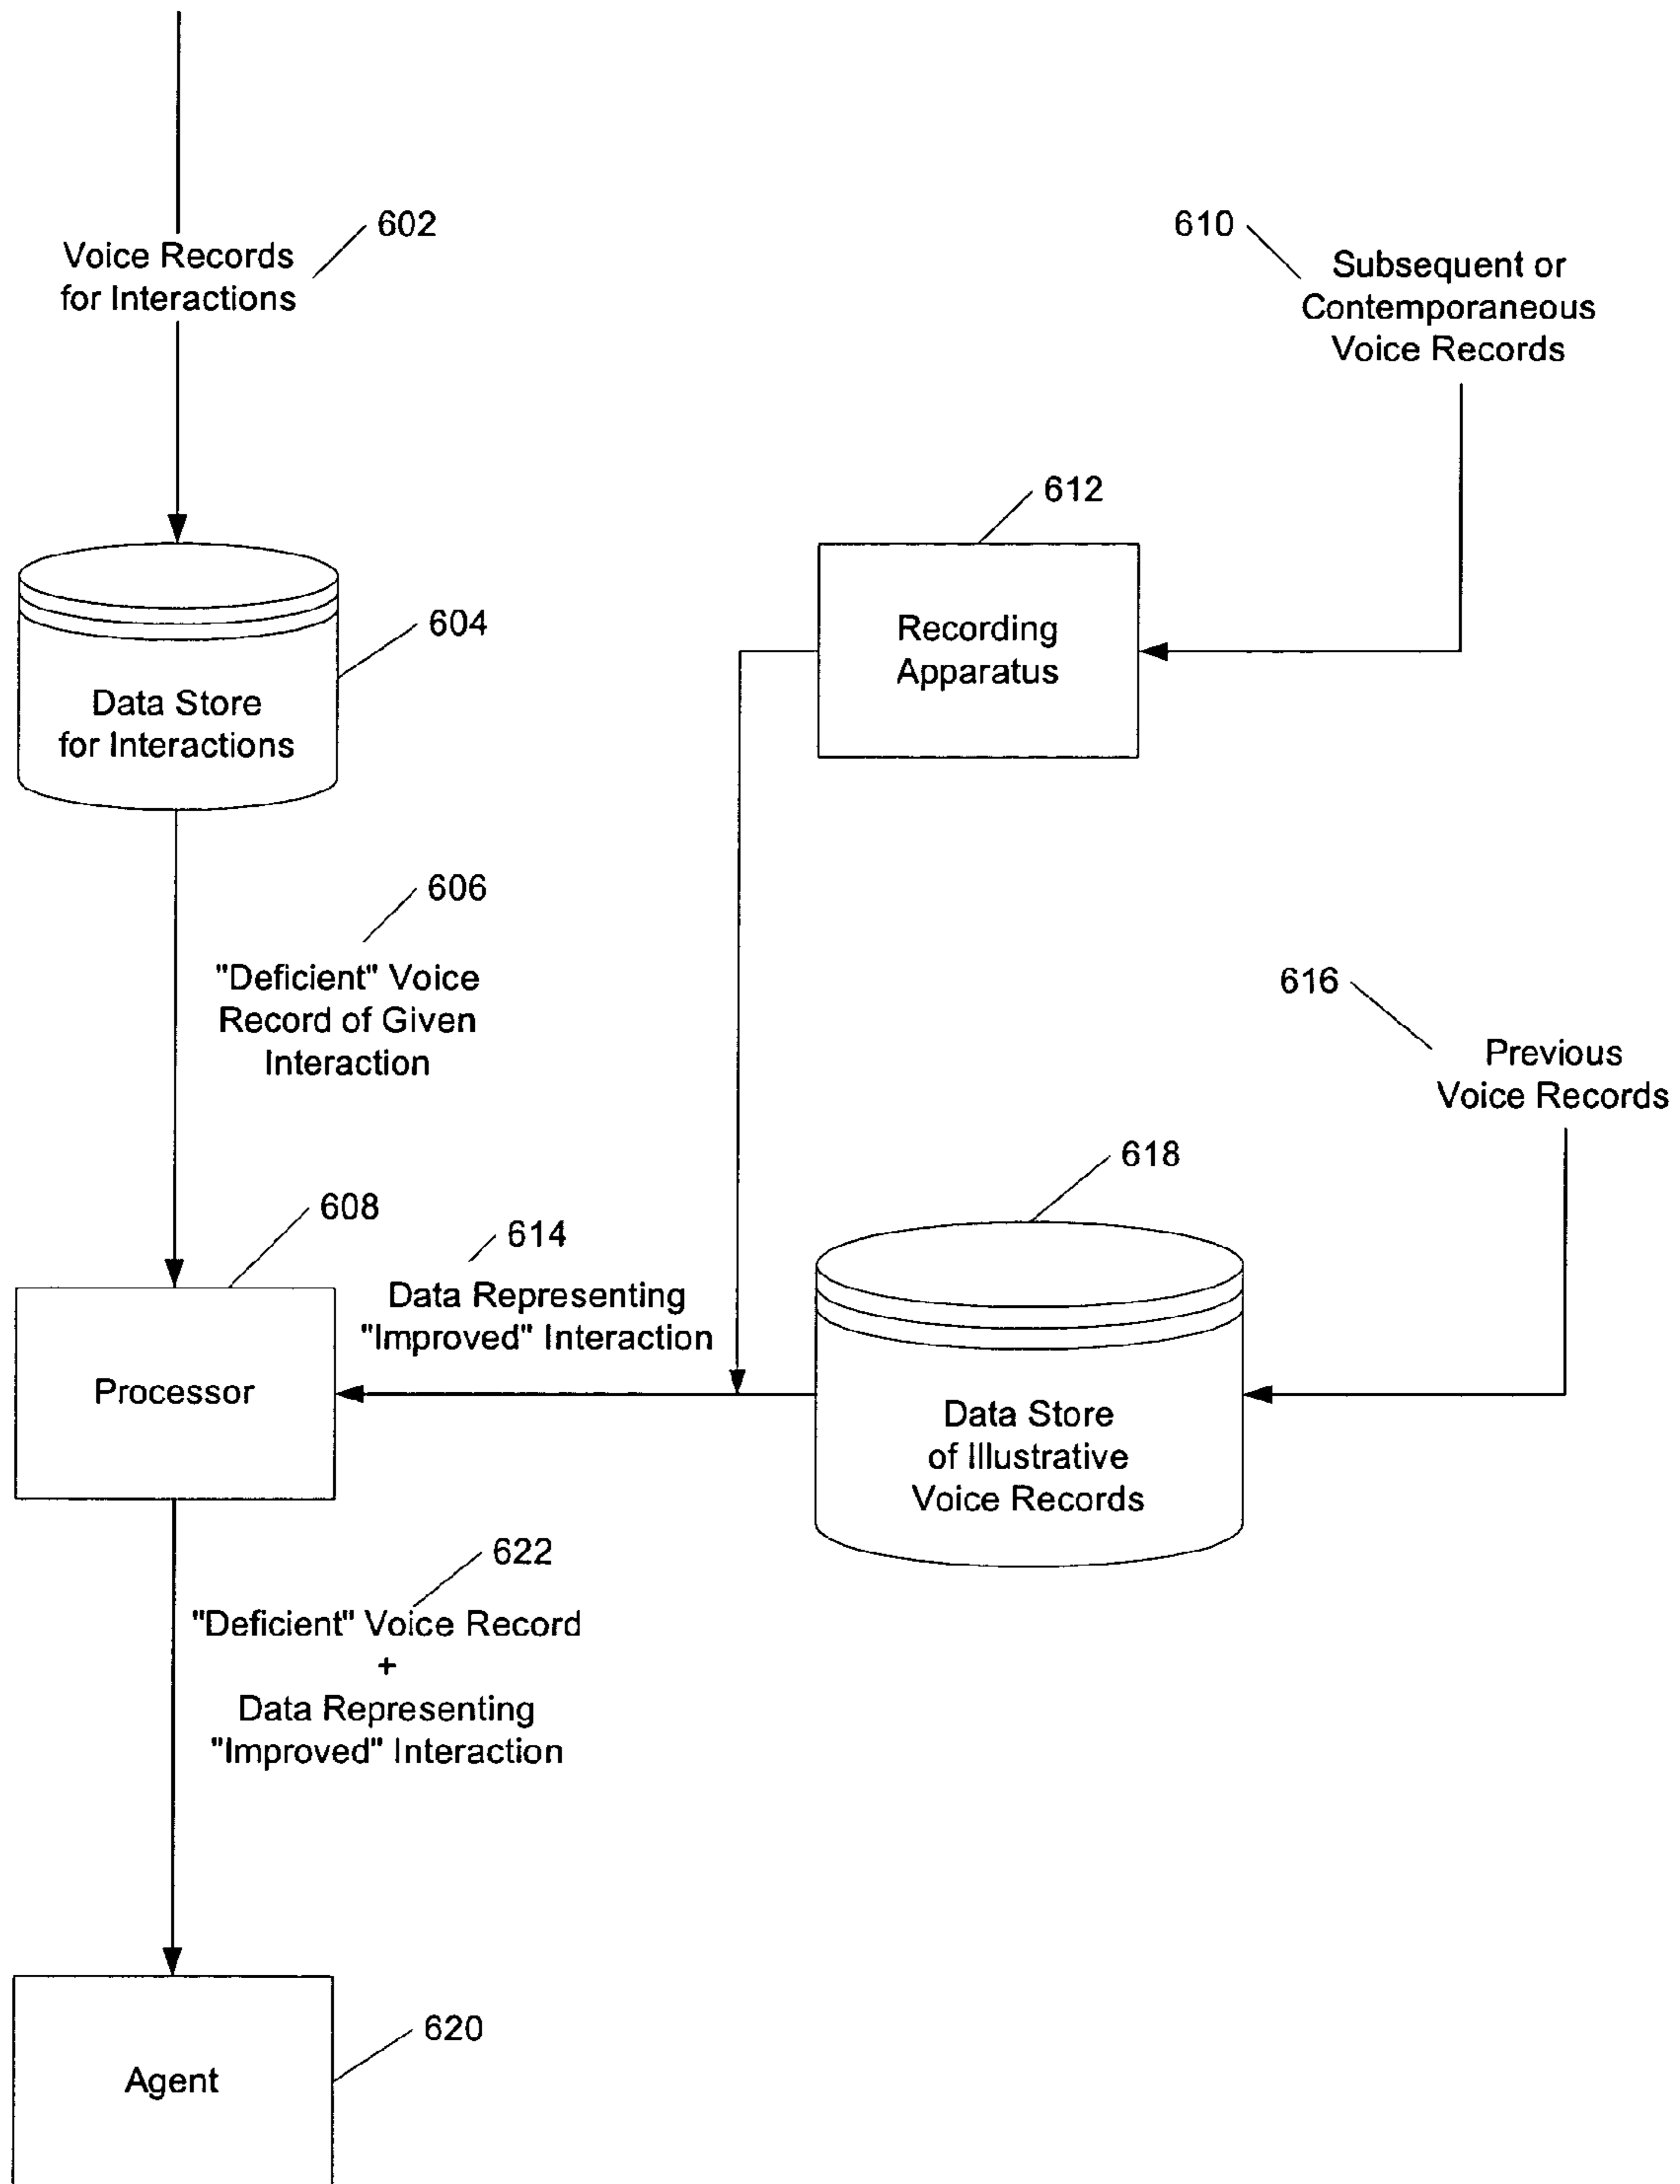 602
Voice Records
for Interactions
610
Subsequent or
Contemporaneous
Voice Records
612
Recording
Apparatus
604
Data Store
for Interactions
606
"Deficient" Voice
Record of Given
Interaction
616
Previous
Voice Records
618
608
614
Data Representing
"Improved" Interaction
Processor
Data Store
of Illustrative
Voice Records
622
"Deficient" Voice Record
+
Data Representing
"Improved" Interaction
620
Agent